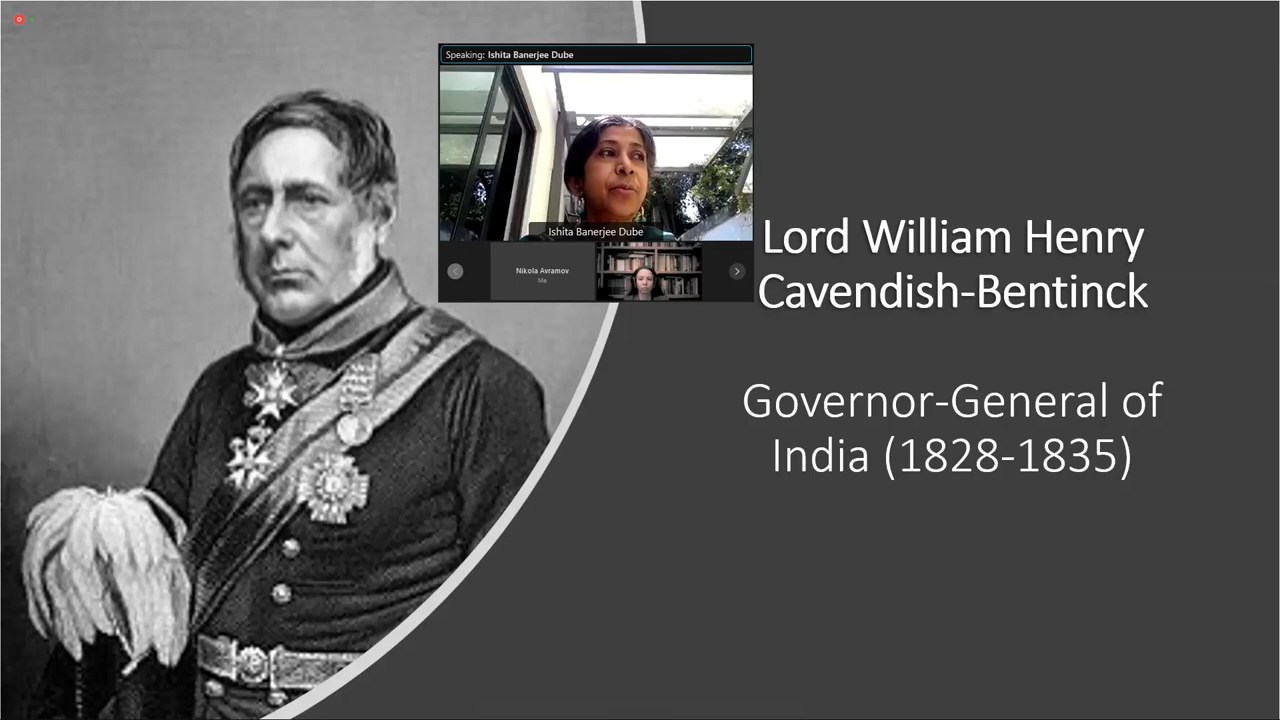 Speaking: Ishita Banerjee Dube
Ishita Banerjee Dube
Nikola Avramov
Me
Lord William Henry
Cavendish-Bentinck
Governor-General of
India (1828-1835)